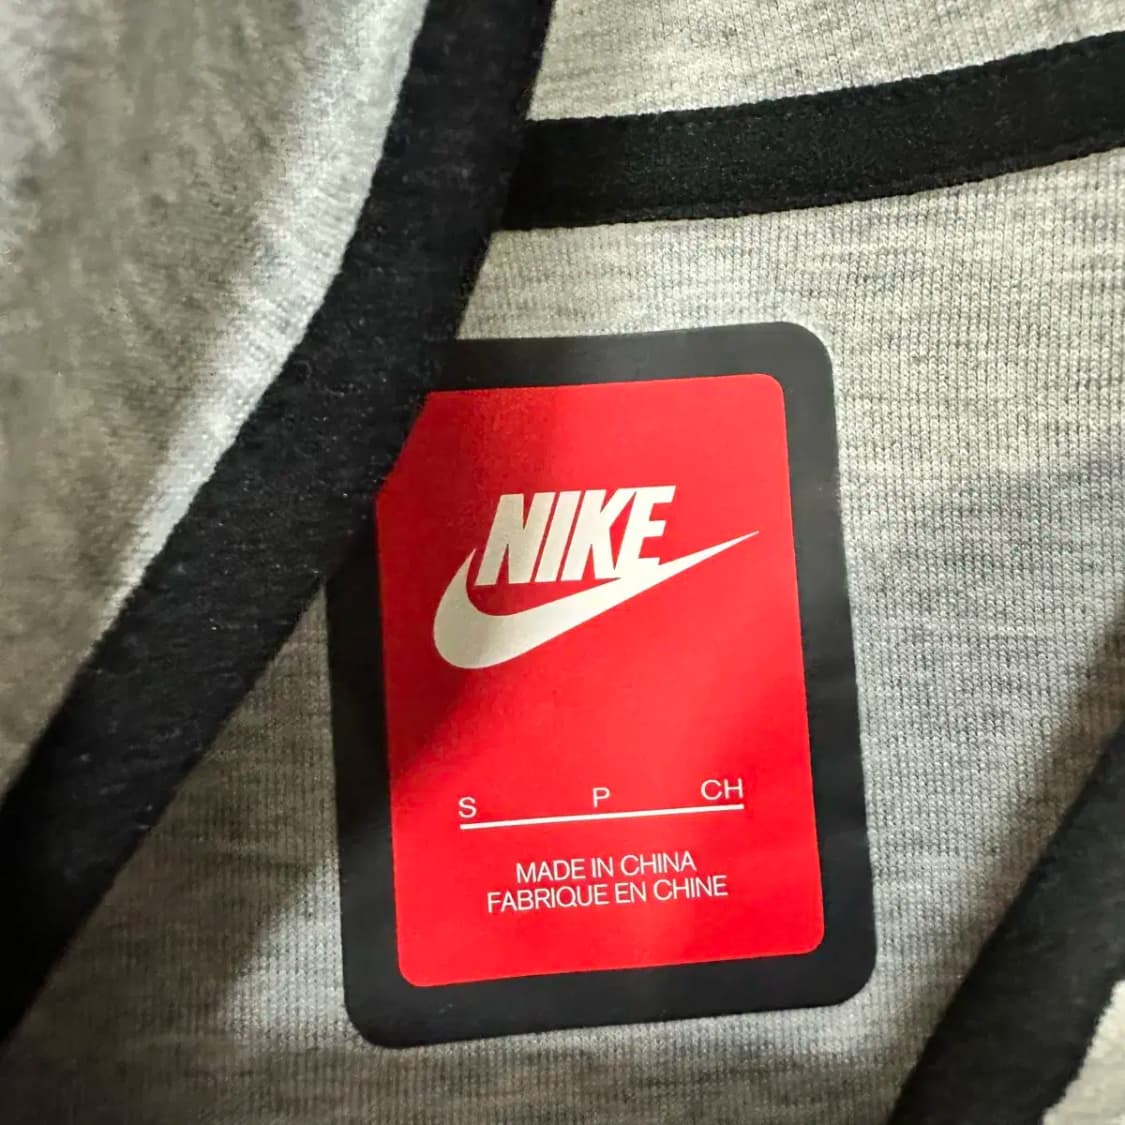 NIKE
S P CH
MADE IN CHINA
FABRIQUE EN CHINE